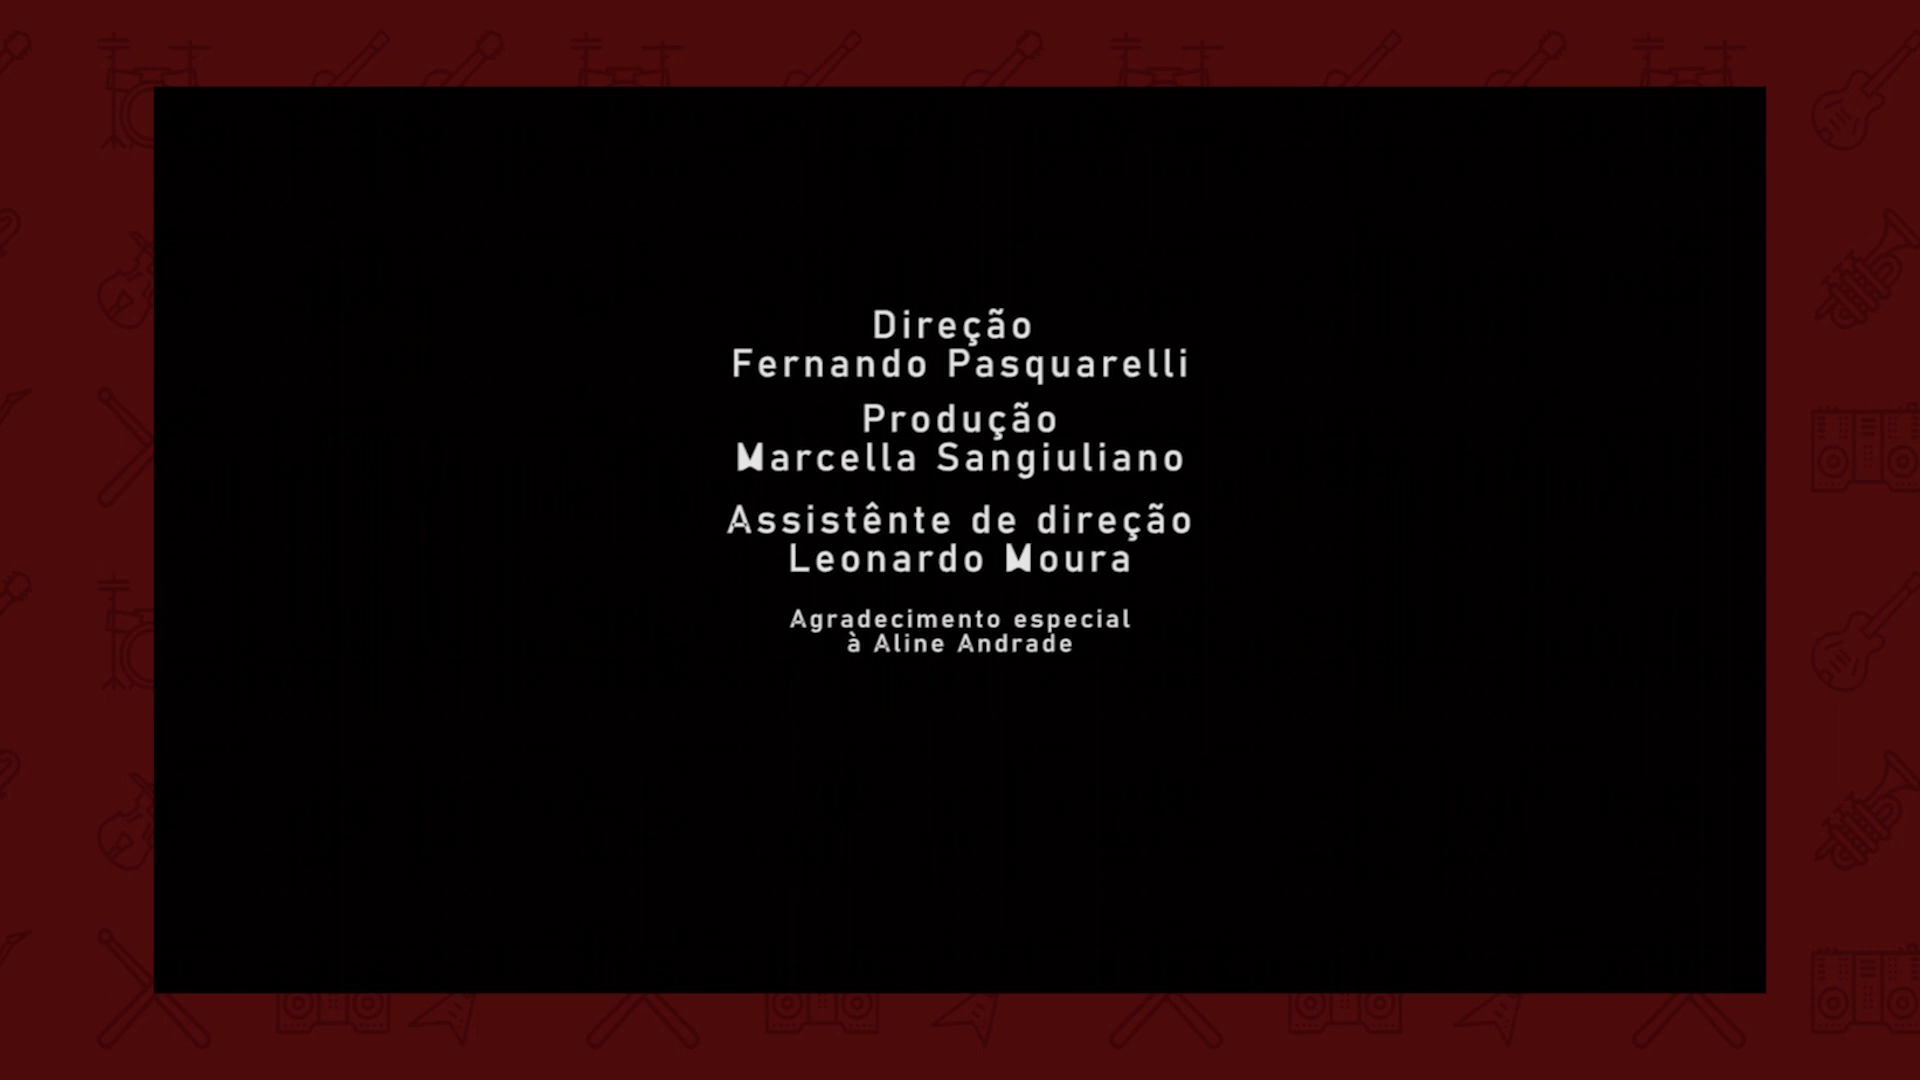 Direção
Fernando Pasquarelli
Produção
Marcella Sangiuliano
Assistênte de direção
Leonardo Moura
Agradecimento especial
à Aline Andrade